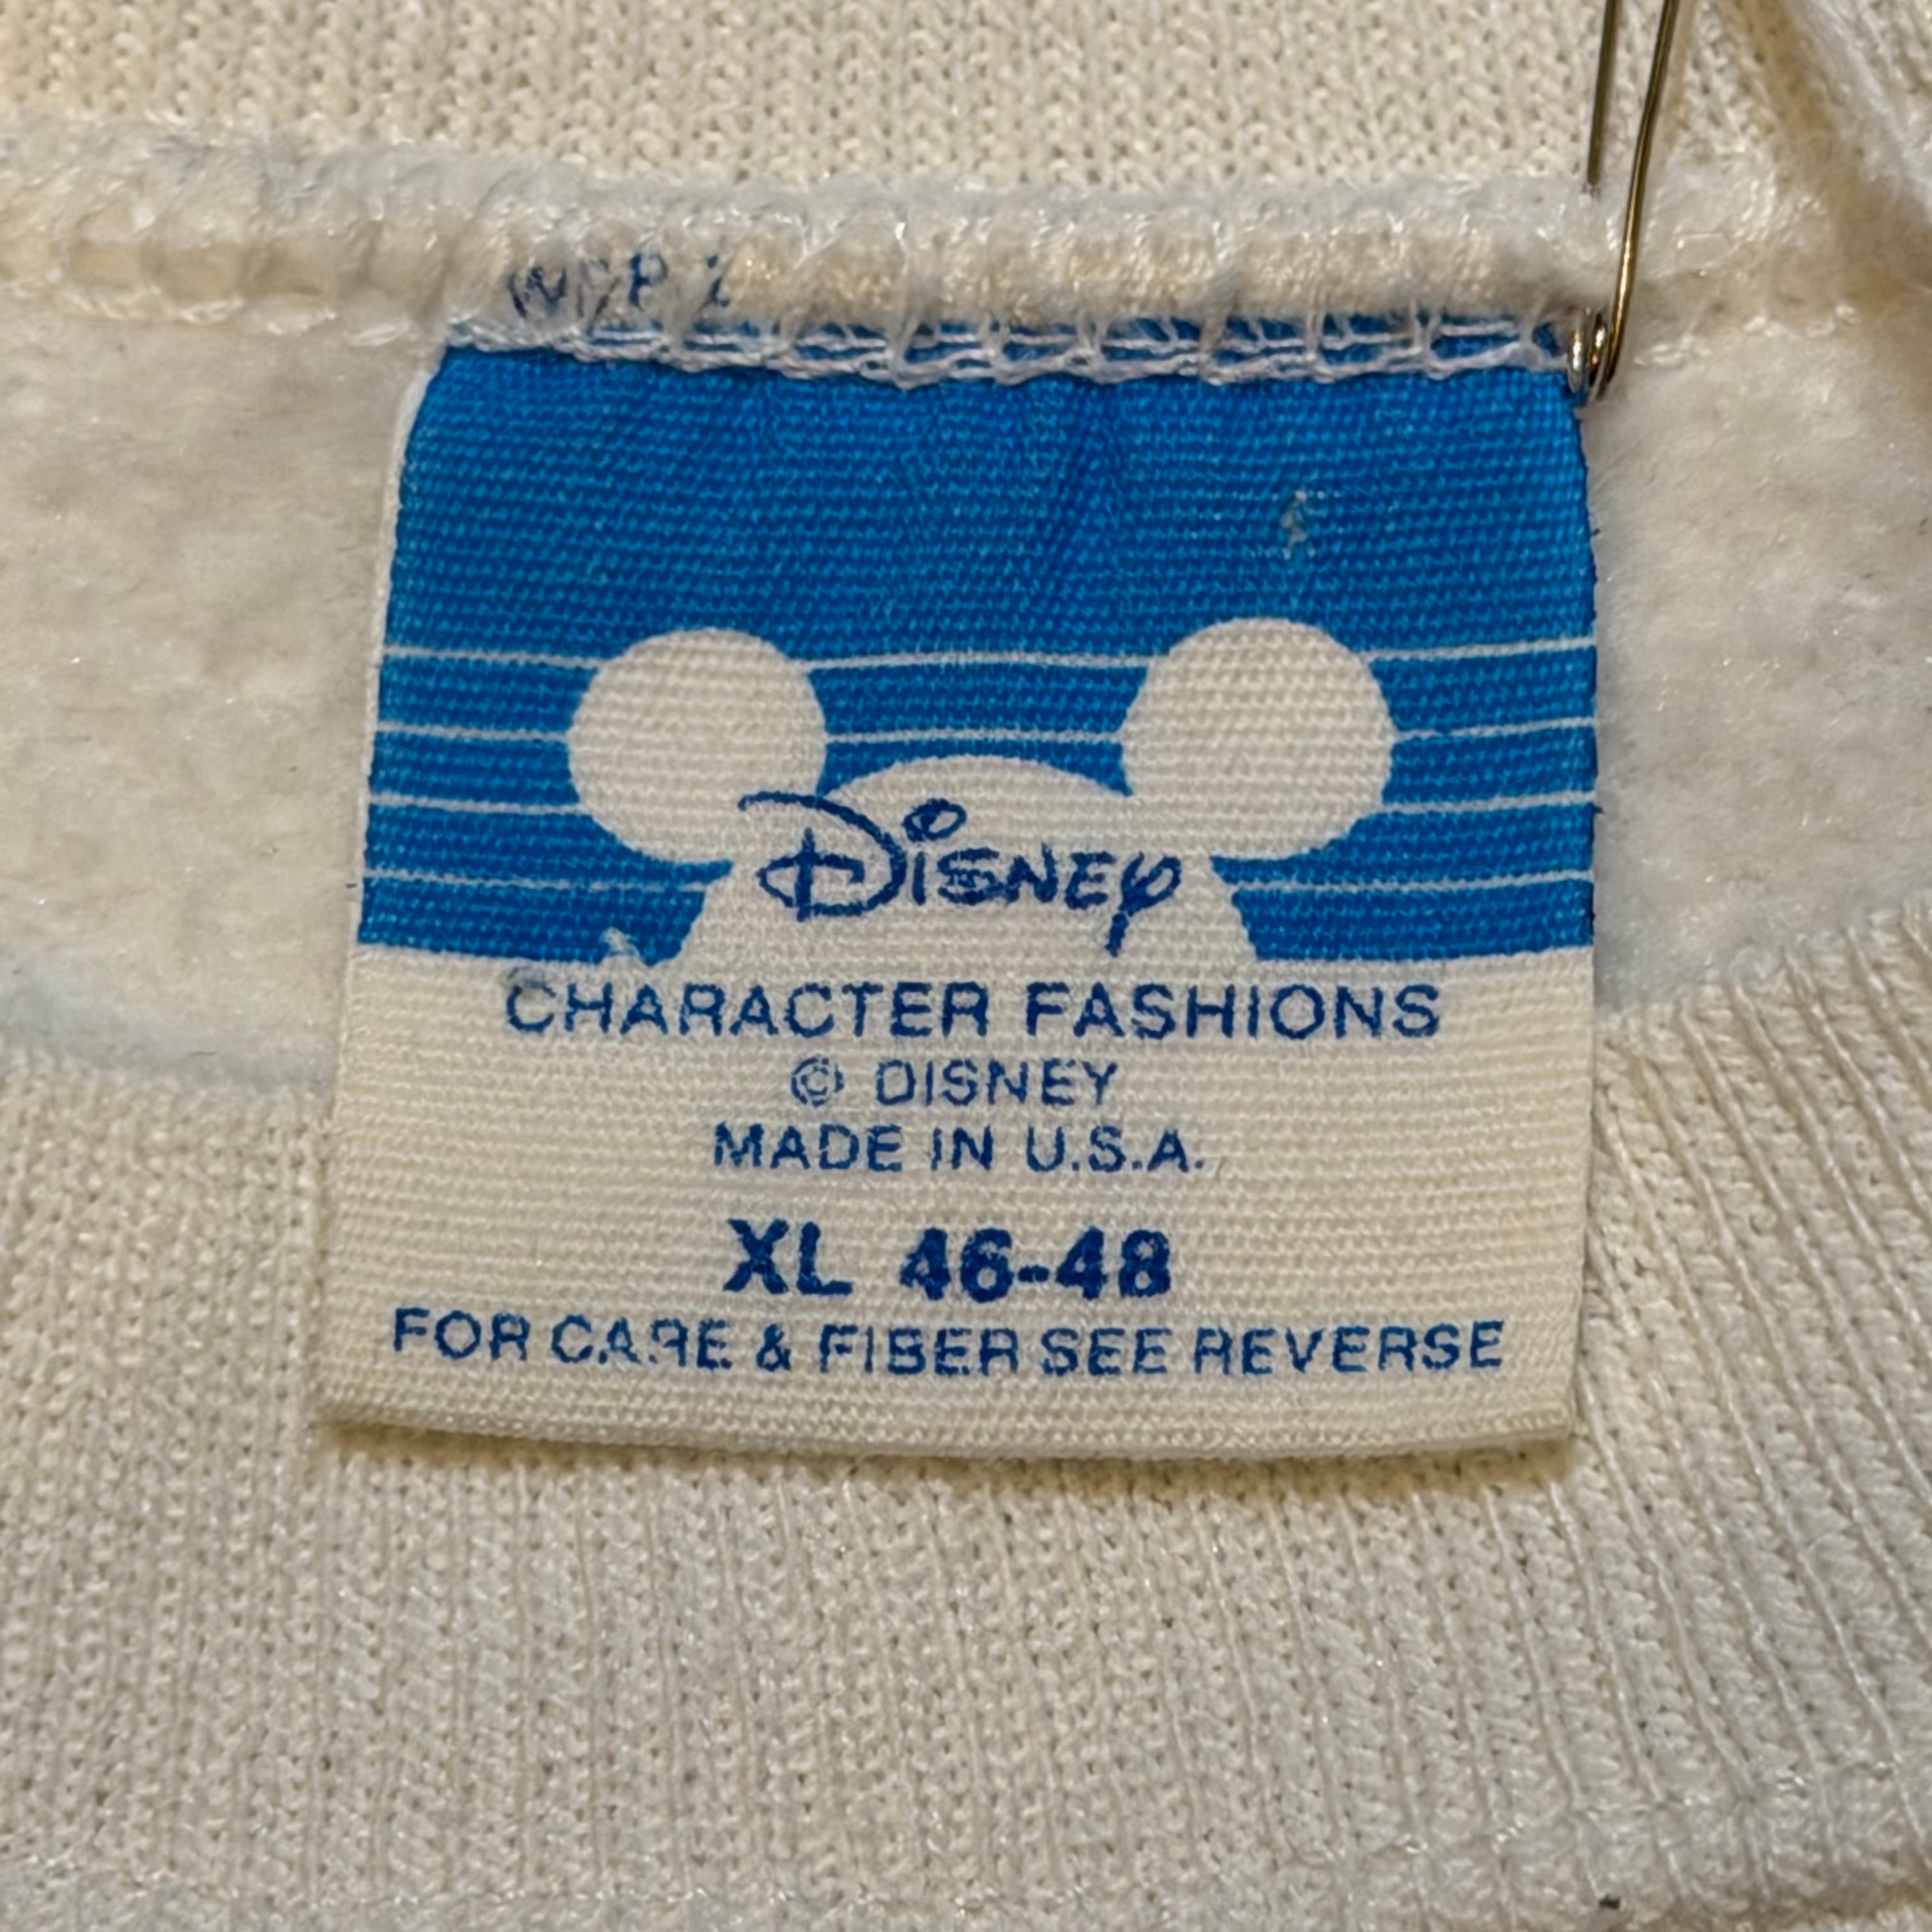 Disney
CHARACTER FASHIONS
© DISNEY
MADE IN U.S.A.
XL 46-48
FOR CARE & FIBER SEE REVERSE